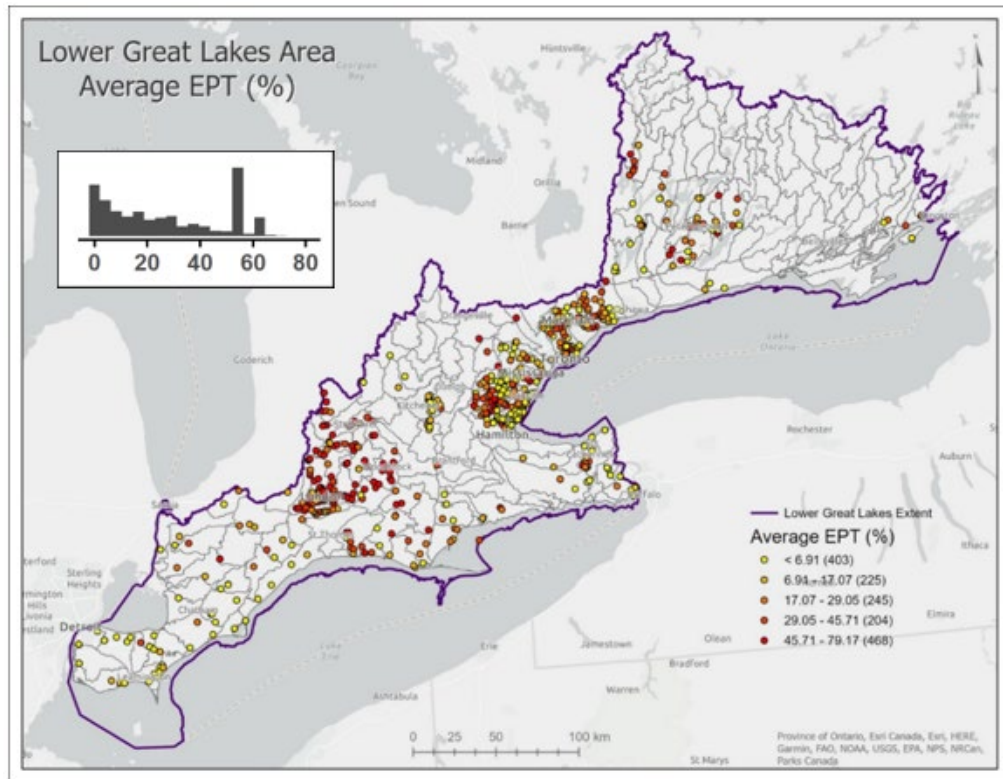 Lower Great Lakes Area
Average EPT (%)
Huntsville
Midland
Orillia
Barrie
0 20 40 60 80
Goderich
Oshawa
Toronto
Lake
Ontario
Hamilton
Rochester
Auburn
Lower Great Lakes Extent
Average EPT (%)
< 6.91 (403)
6.91 - 17.07 (225)
17.07 - 29.05 (245)
29.05 - 45.71 (204)
45.71 - 79.17 (468)
Ithaca
Elmira
Sterling
Heights
Chatham
Detroit
Lake
Erie
Erie
Jamestown
Olean
Bradford
Warren
Ashtabula
0 25 50 100 km
St Marys
Province of Ontario, Esri Canada, Esri, HERE,
Garmin, FAO, NOAA, USGS, EPA, NPS, NRCan,
Parks Canada